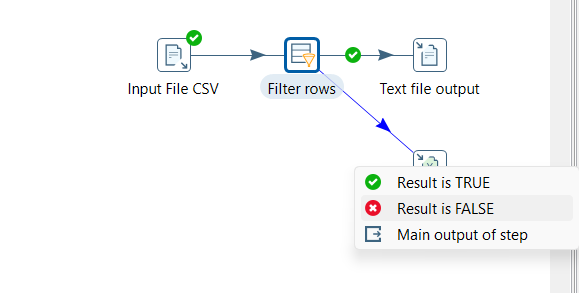 Input File CSV
Filter rows
Text file output
Result is TRUE
Result is FALSE
Main output of step